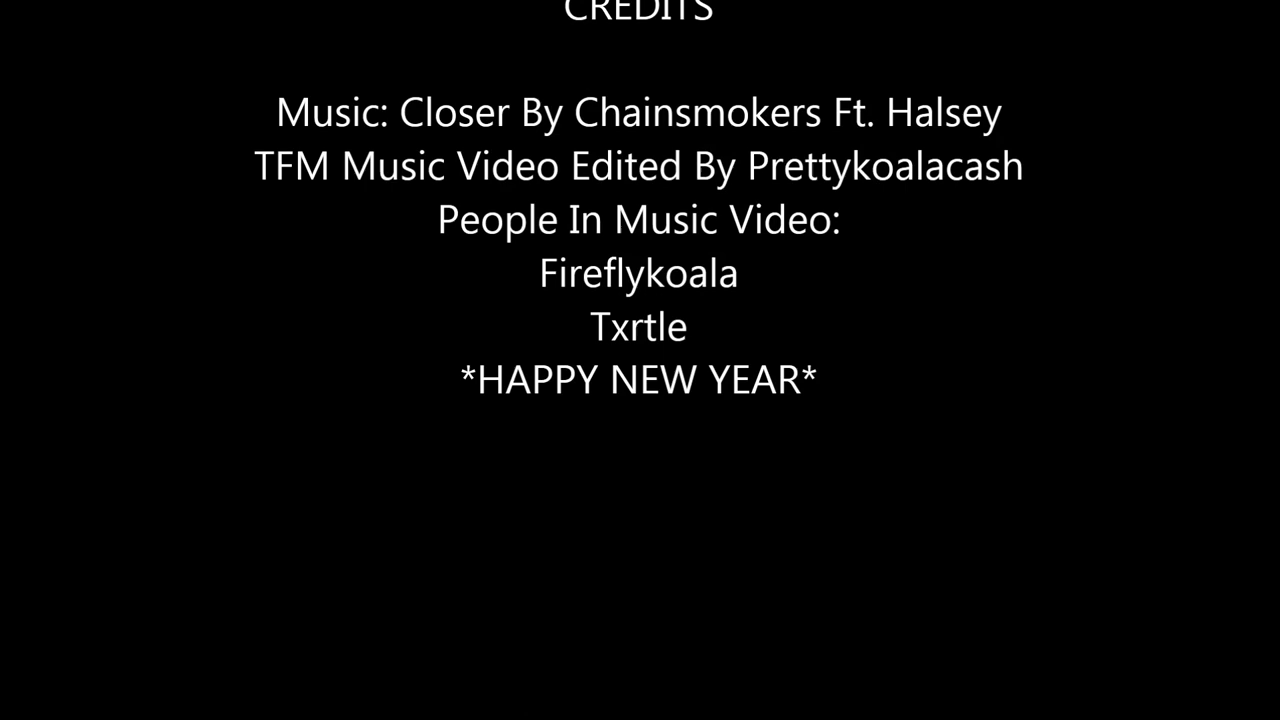 CREDITS
Music: Closer By Chainsmokers Ft. Halsey
TFM Music Video Edited By Prettykoalacash
People In Music Video:
Fireflykoala
Txrtle
*HAPPY NEW YEAR*